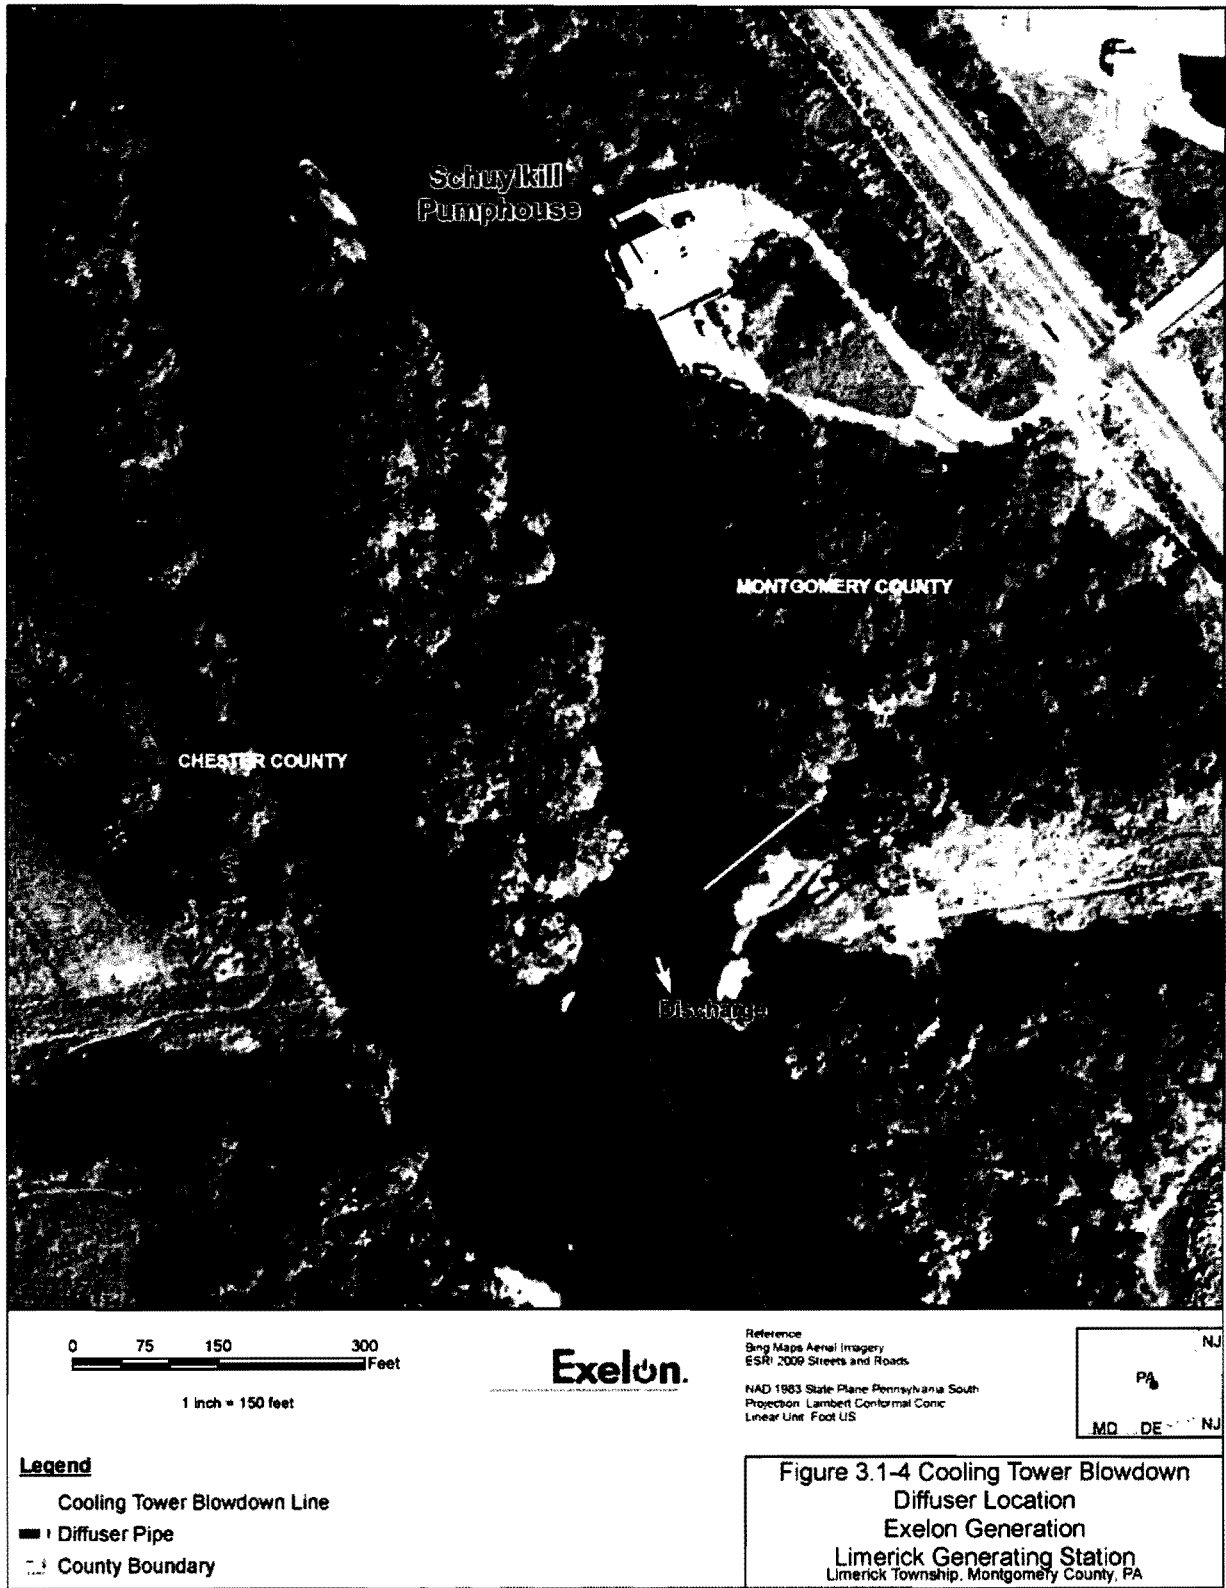 Schuylkill
Pumphouse
MONTGOMERY COUNTY
CHESTER COUNTY
Discharge
0 75 150 300
Feet
1 inch = 150 feet
Exelon.
Reference
Bing Maps Aerial Imagery
ESRI 2009 Streets and Roads
NAD 1983 State Plane Pennsylvania South
Projection Lambert Conformal Conic
Linear Unit Foot US
NJ
PA
MD DE NJ
Legend
Cooling Tower Blowdown Line
Diffuser Pipe
County Boundary
Figure 3.1-4 Cooling Tower Blowdown
Diffuser Location
Exelon Generation
Limerick Generating Station
Limerick Township, Montgomery County, PA